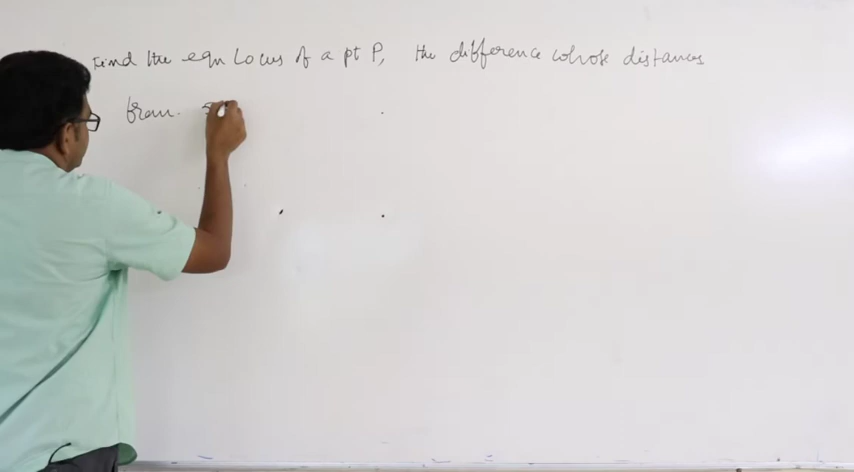 Find the eqn Locus of a pt P, the difference whose distances
from.